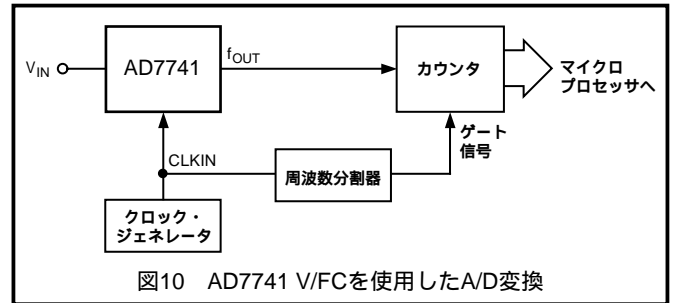 VIN
AD7741
fOUT
カウンタ
マイクロ
プロセッサへ
ゲート
信号
CLKIN
周波数分割器
クロック・
ジェネレータ
図10　AD7741 V/FCを使用したA/D変換